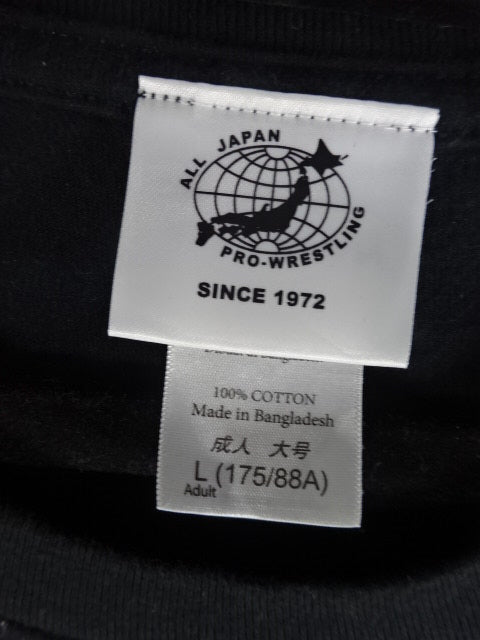 ALL JAPAN
PRO-WRESTLING
SINCE 1972
100% COTTON
Made in Bangladesh
成人 大号
L (175/88A)
Adult